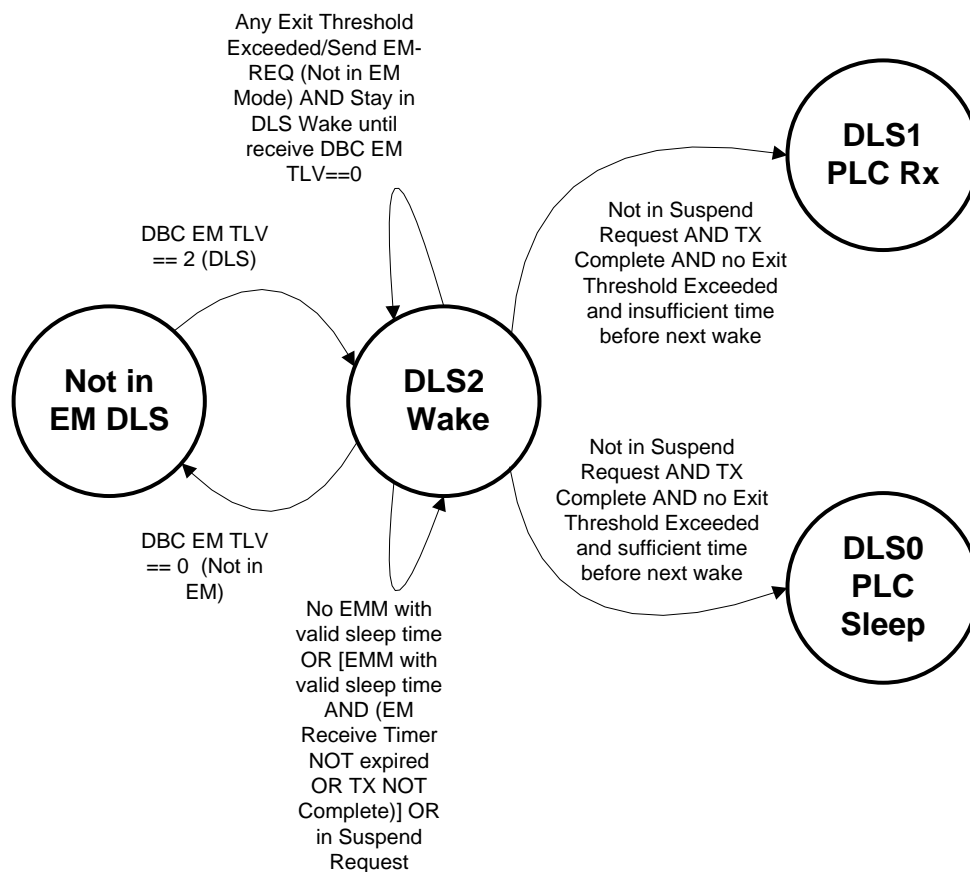 Any Exit Threshold
Exceeded/Send EM-
REQ (Not in EM
Mode) AND Stay in
DLS Wake until
receive DBC EM
TLV==0
DLS1
PLC Rx
DBC EM TLV
== 2 (DLS)
Not in Suspend
Request AND TX
Complete AND no Exit
Threshold Exceeded
and insufficient time
before next wake
Not in
EM DLS
DLS2
Wake
Not in Suspend
Request AND TX
Complete AND no Exit
Threshold Exceeded
and sufficient time
before next wake
DBC EM TLV
== 0 (Not in
EM)
DLS0
PLC
Sleep
No EMM with
valid sleep time
OR [EMM with
valid sleep time
AND (EM
Receive Timer
NOT expired
OR TX NOT
Complete)] OR
in Suspend
Request